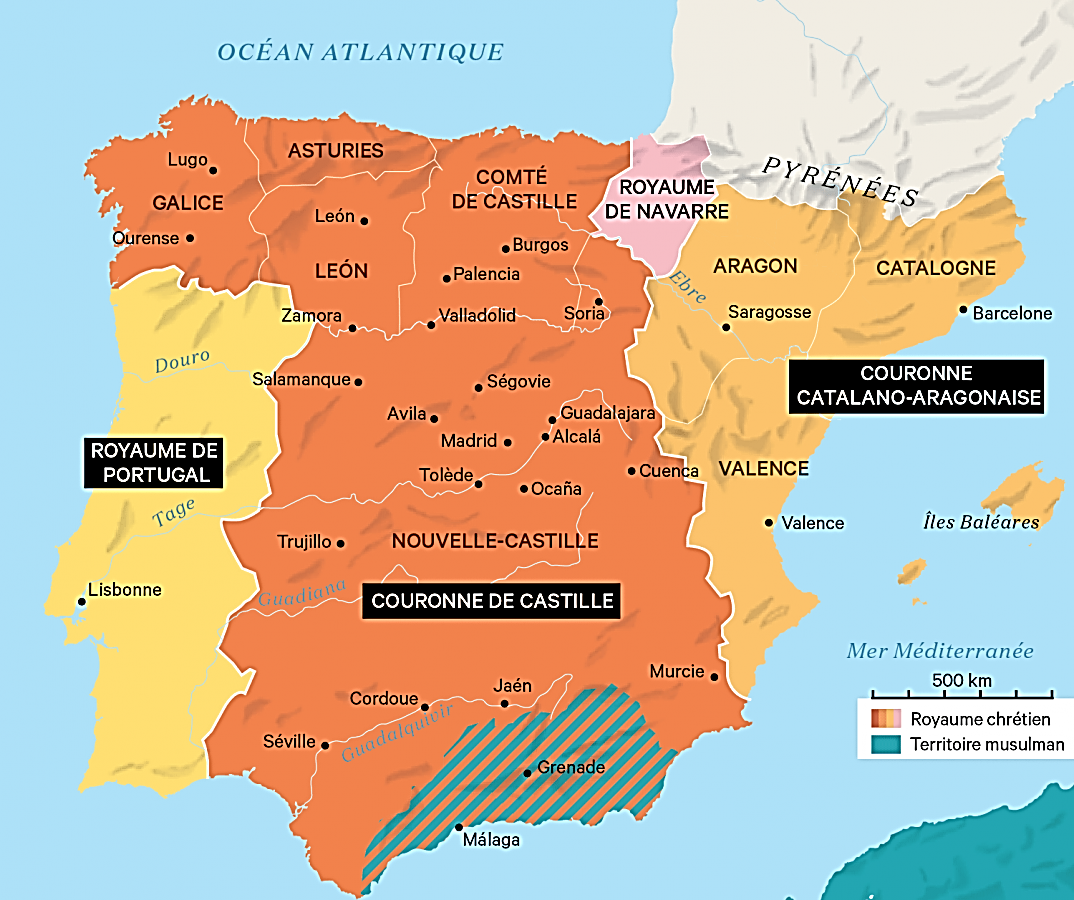 OCÉAN ATLANTIQUE
Lugo
ASTURIES
GALICE
COMTÉ
DE CASTILLE
ROYAUME
DE NAVARRE
PYRÉNÉES
León
Ourense
Burgos
LEÓN
Palencia
ARAGON
CATALOGNE
Ebre
Zamora
Valladolid
Soria
Saragosse
Barcelone
Douro
Salamanque
Ségovie
COURONNE
CATALANO-ARAGONAISE
Avila
Guadalajara
Madrid
Alcalá
ROYAUME DE
PORTUGAL
Tolède
Cuenca
VALENCE
Ocaña
Tage
Valence
Îles Baléares
Trujillo
NOUVELLE-CASTILLE
Lisbonne
Guadiana
COURONNE DE CASTILLE
Mer Méditerranée
Murcie
500 km
Jaén
Cordoue
Guadalquivir
Séville
Royaume chrétien
Territoire musulman
Grenade
Málaga